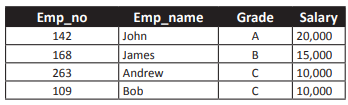 Emp_no Emp_name Grade Salary
142 John A 20,000
168 James B 15,000
263 Andrew C 10,000
109 Bob C 10,000